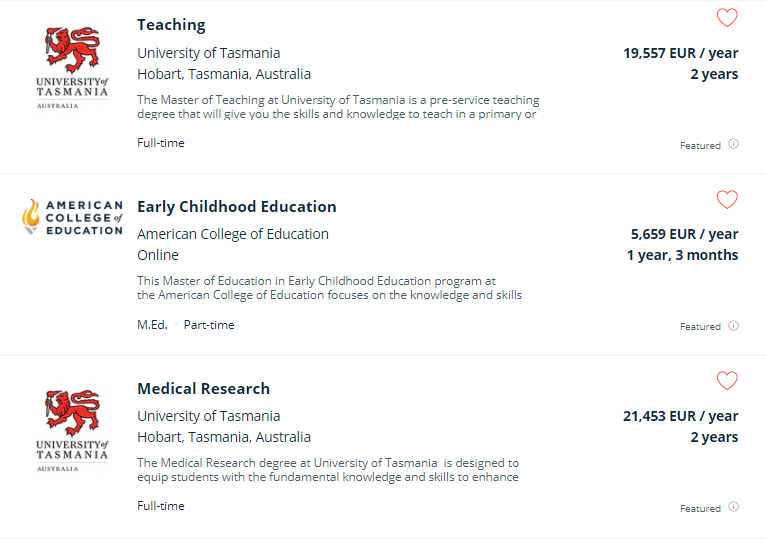 Teaching
UNIVERSITY of
TASMANIA
AUSTRALIA
University of Tasmania
19,557 EUR / year
Hobart, Tasmania, Australia
2 years
The Master of Teaching at University of Tasmania is a pre-service teaching
degree that will give you the skills and knowledge to teach in a primary or
Full-time
Featured
AMERICAN
COLLEGE of
EDUCATION
Early Childhood Education
American College of Education
5,659 EUR / year
Online
1 year, 3 months
This Master of Education in Early Childhood Education program at
the American College of Education focuses on the knowledge and skills
M.Ed. Part-time
Featured
Medical Research
UNIVERSITY of
TASMANIA
AUSTRALIA
University of Tasmania
21,453 EUR / year
Hobart, Tasmania, Australia
2 years
The Medical Research degree at University of Tasmania is designed to
equip students with the fundamental knowledge and skills to enhance
Full-time
Featured